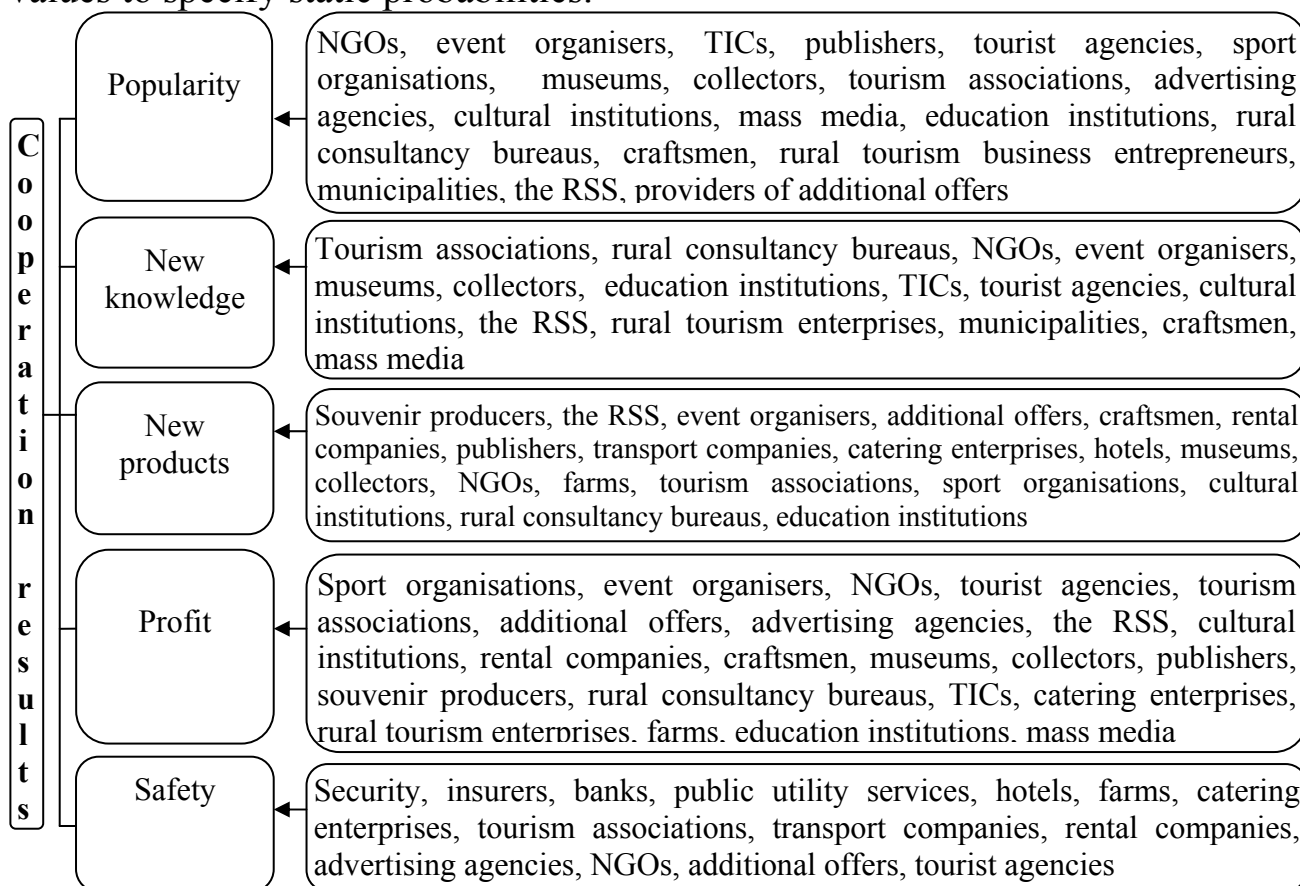 values to specify static probabilities.
Cooperation results
Popularity
NGOs, event organisers, TICs, publishers, tourist agencies, sport
organisations, museums, collectors, tourism associations, advertising
agencies, cultural institutions, mass media, education institutions, rural
consultancy bureaus, craftsmen, rural tourism business entrepreneurs,
municipalities, the RSS, providers of additional offers
New
knowledge
Tourism associations, rural consultancy bureaus, NGOs, event organisers,
museums, collectors, education institutions, TICs, tourist agencies, cultural
institutions, the RSS, rural tourism enterprises, municipalities, craftsmen,
mass media
New
products
Souvenir producers, the RSS, event organisers, additional offers, craftsmen, rental
companies, publishers, transport companies, catering enterprises, hotels, museums,
collectors, NGOs, farms, tourism associations, sport organisations, cultural
institutions, rural consultancy bureaus, education institutions
Profit
Sport organisations, event organisers, NGOs, tourist agencies, tourism
associations, additional offers, advertising agencies, the RSS, cultural
institutions, rental companies, craftsmen, museums, collectors, publishers,
souvenir producers, rural consultancy bureaus, TICs, catering enterprises,
rural tourism enterprises, farms, education institutions, mass media
Safety
Security, insurers, banks, public utility services, hotels, farms, catering
enterprises, tourism associations, transport companies, rental companies,
advertising agencies, NGOs, additional offers, tourist agencies